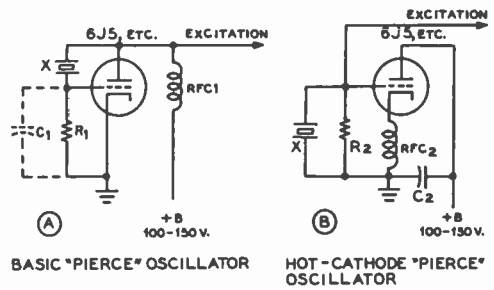 6J5, ETC.
EXCITATION
X
RFC1
C1
R1
A
+B
100-150 V.
BASIC "PIERCE" OSCILLATOR
EXCITATION
6J5, ETC.
X
R2
RFC2
C2
B
+B
100-150 V.
HOT-CATHODE "PIERCE"
OSCILLATOR